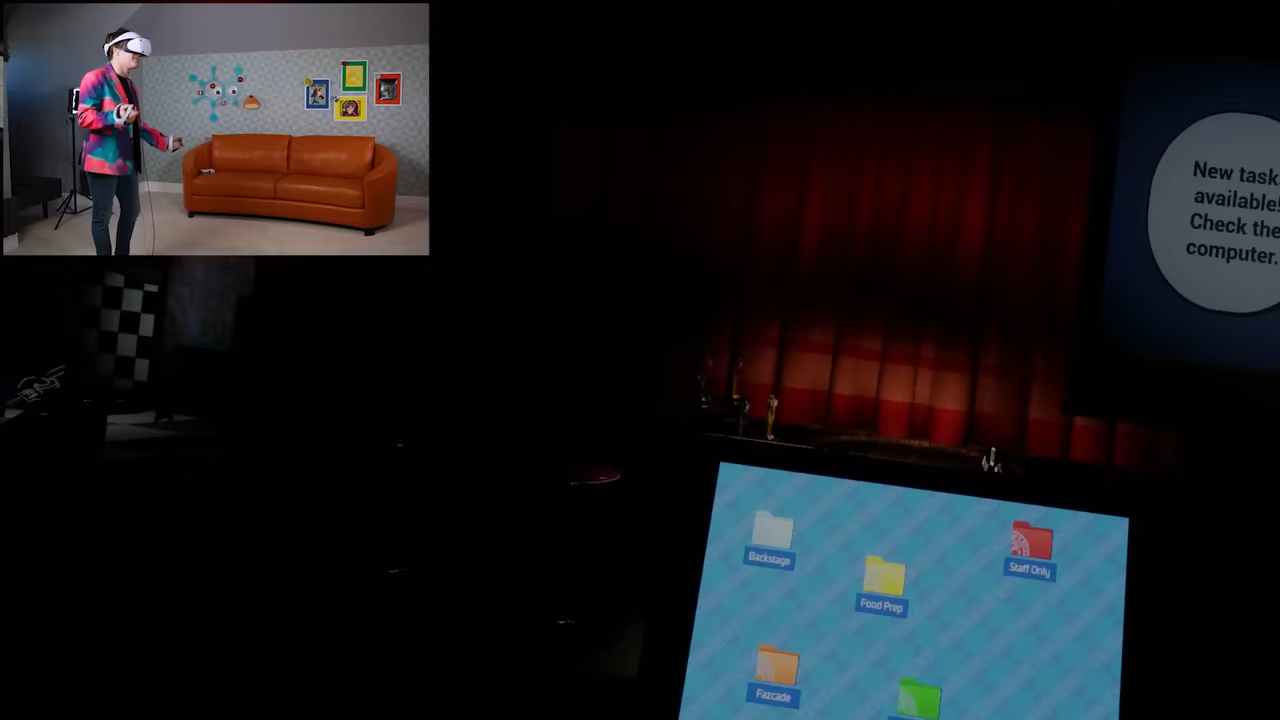 New task
available!
Check the
computer.
Backstage
Staff Only
Food Prep
Fazcade